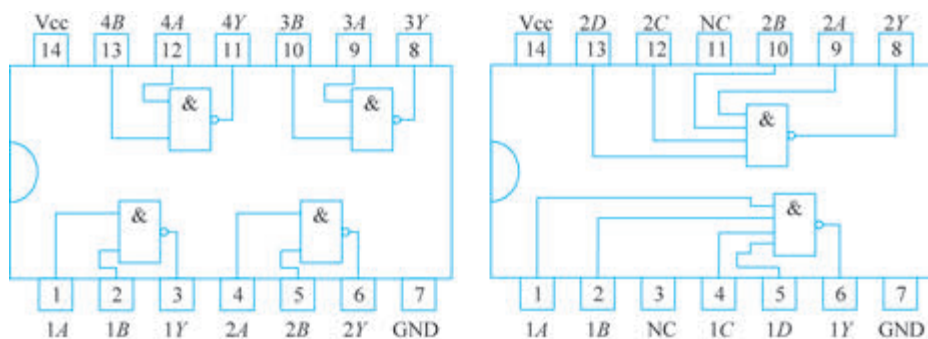 Vcc 4B 4A 4Y 3B 3A 3Y
14 13 12 11 10 9 8
& &
& &
1 2 3 4 5 6 7
1A 1B 1Y 2A 2B 2Y GND
Vcc 2D 2C NC 2B 2A 2Y
14 13 12 11 10 9 8
&
&
1 2 3 4 5 6 7
1A 1B NC 1C 1D 1Y GND